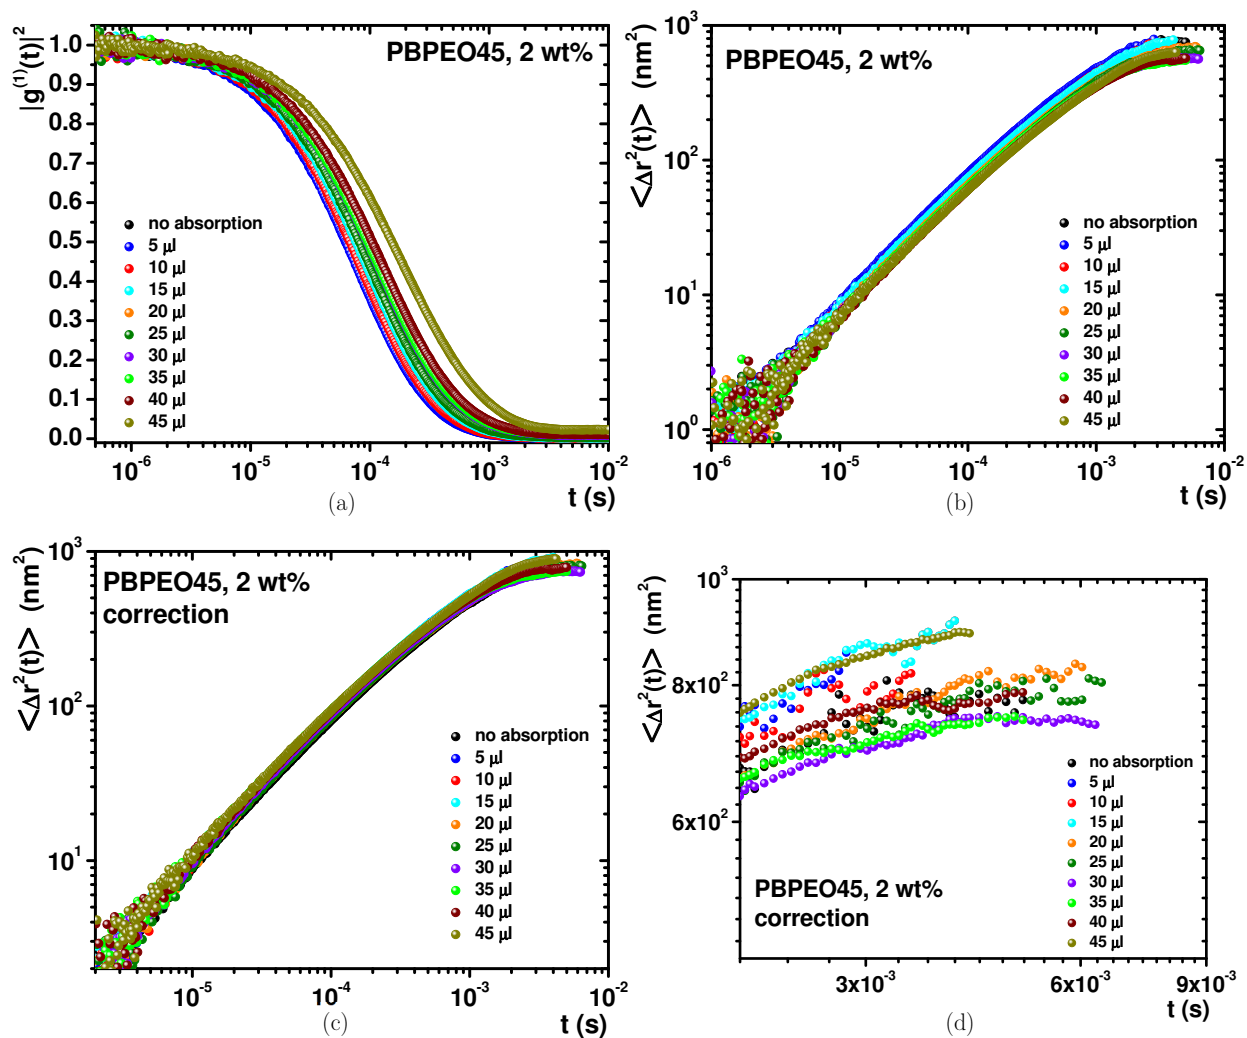 PBPEO45, 2 wt%
|g(1)(t)|2
1.0
0.9
0.8
0.7
0.6
0.5
0.4
0.3
0.2
0.1
0.0
no absorption
5 μl
10 μl
15 μl
20 μl
25 μl
30 μl
35 μl
40 μl
45 μl
10-6 10-5 10-4 10-3 10-2
t (s)
(a)
PBPEO45, 2 wt%
<Δr2(t)> (nm2)
103
102
101
100
no absorption
5 μl
10 μl
15 μl
20 μl
25 μl
30 μl
35 μl
40 μl
45 μl
10-6 10-5 10-4 10-3 10-2
t (s)
(b)
PBPEO45, 2 wt%
correction
<Δr2(t)> (nm2)
103
102
101
no absorption
5 μl
10 μl
15 μl
20 μl
25 μl
30 μl
35 μl
40 μl
45 μl
10-5 10-4 10-3 10-2
t (s)
(c)
<Δr2(t)> (nm2)
103
8x102
6x102
no absorption
5 μl
10 μl
15 μl
20 μl
25 μl
30 μl
35 μl
40 μl
45 μl
PBPEO45, 2 wt%
correction
3x10-3 6x10-3 9x10-3
t (s)
(d)